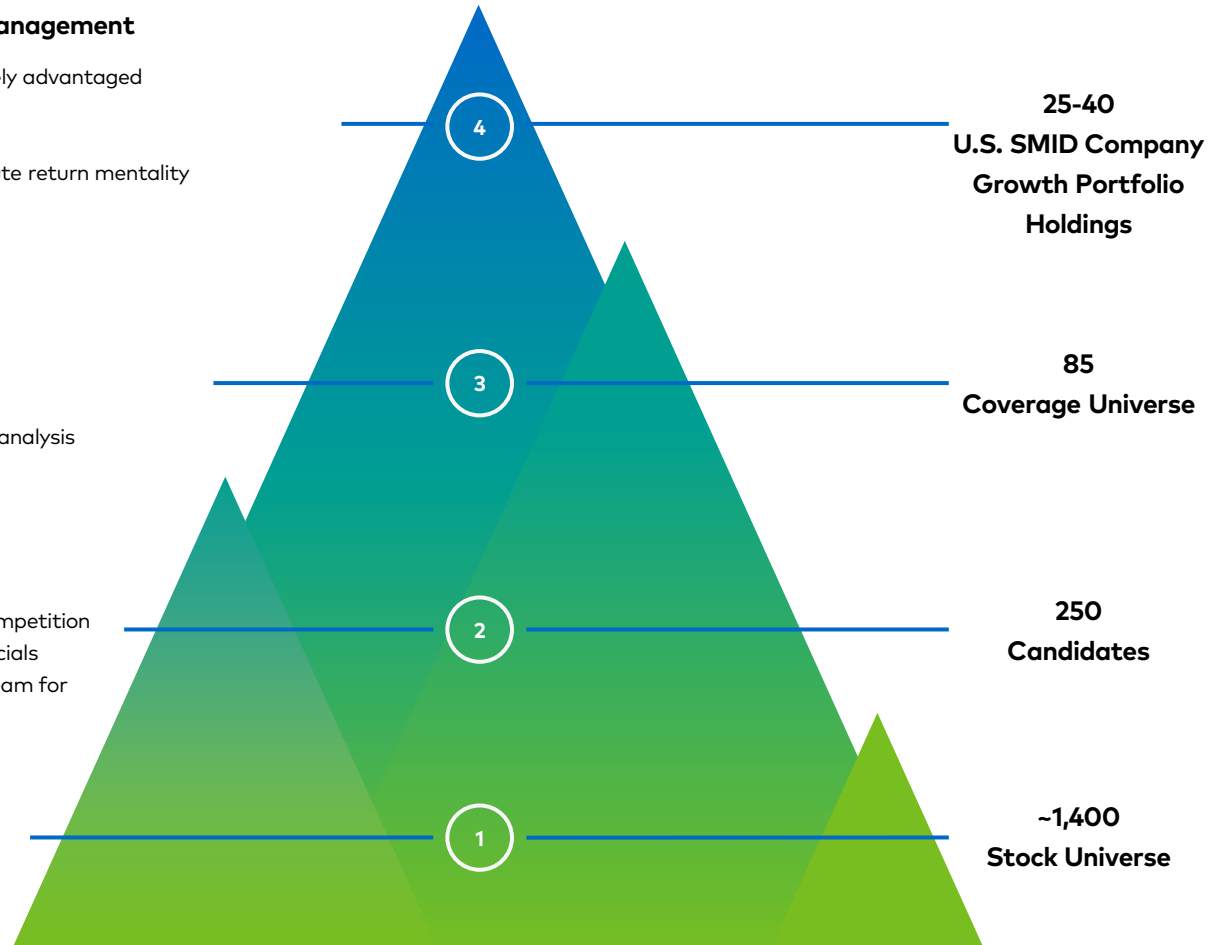 anagement
ly advantaged
te return mentality
analysis
mpetition
cials
am for
4
3
2
1
25-40
U.S. SMID Company
Growth Portfolio
Holdings
85
Coverage Universe
250
Candidates
~1,400
Stock Universe